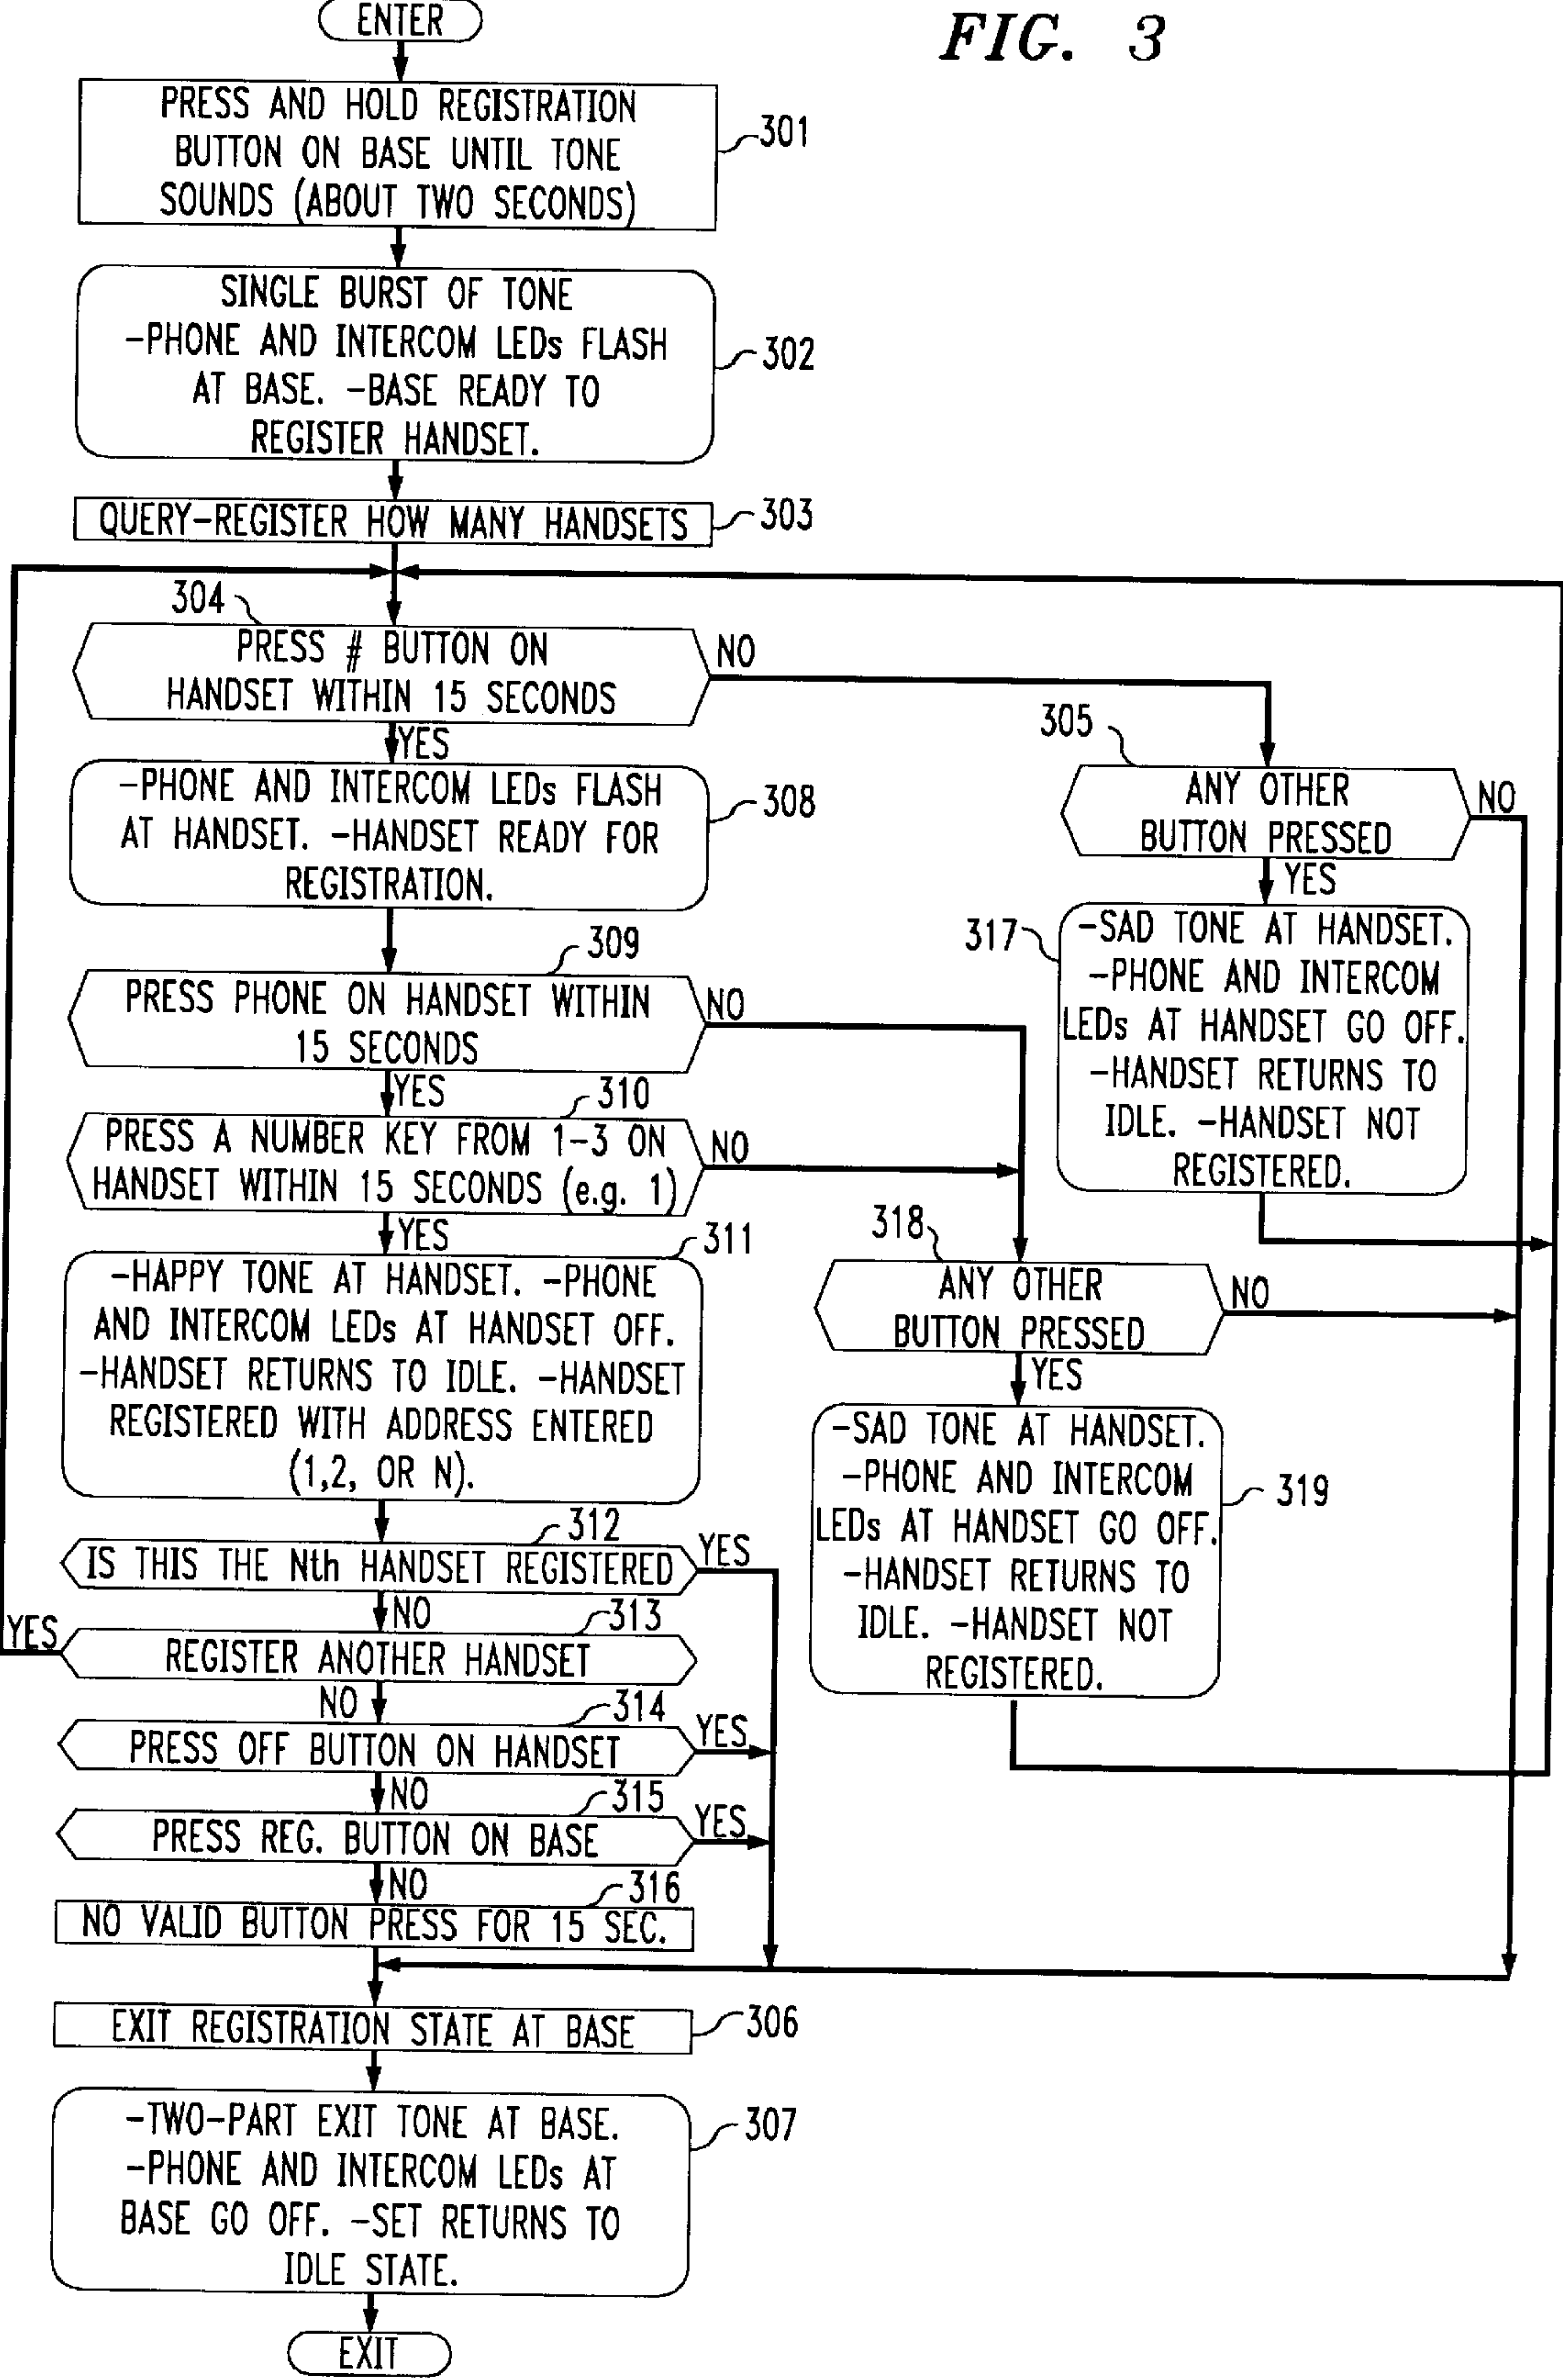 FIG. 3
ENTER
PRESS AND HOLD REGISTRATION
BUTTON ON BASE UNTIL TONE
SOUNDS (ABOUT TWO SECONDS)
301
SINGLE BURST OF TONE
-PHONE AND INTERCOM LEDs FLASH
AT BASE. -BASE READY TO
REGISTER HANDSET.
302
QUERY-REGISTER HOW MANY HANDSETS
303
304
PRESS # BUTTON ON
HANDSET WITHIN 15 SECONDS
NO
YES
305
ANY OTHER
BUTTON PRESSED
NO
YES
-PHONE AND INTERCOM LEDs FLASH
AT HANDSET. -HANDSET READY FOR
REGISTRATION.
308
317
-SAD TONE AT HANDSET.
-PHONE AND INTERCOM
LEDs AT HANDSET GO OFF.
-HANDSET RETURNS TO
IDLE. -HANDSET NOT
REGISTERED.
309
PRESS PHONE ON HANDSET WITHIN
15 SECONDS
NO
YES
310
PRESS A NUMBER KEY FROM 1-3 ON
HANDSET WITHIN 15 SECONDS (e.g. 1)
NO
YES
311
-HAPPY TONE AT HANDSET. -PHONE
AND INTERCOM LEDs AT HANDSET OFF.
-HANDSET RETURNS TO IDLE. -HANDSET
REGISTERED WITH ADDRESS ENTERED
(1,2, OR N).
318
ANY OTHER
BUTTON PRESSED
NO
YES
-SAD TONE AT HANDSET.
-PHONE AND INTERCOM
LEDs AT HANDSET GO OFF.
-HANDSET RETURNS TO
IDLE. -HANDSET NOT
REGISTERED.
319
312
IS THIS THE Nth HANDSET REGISTERED
YES
NO
313
YES
REGISTER ANOTHER HANDSET
NO
314
PRESS OFF BUTTON ON HANDSET
YES
NO
315
PRESS REG. BUTTON ON BASE
YES
NO
316
NO VALID BUTTON PRESS FOR 15 SEC.
EXIT REGISTRATION STATE AT BASE
306
-TWO-PART EXIT TONE AT BASE.
-PHONE AND INTERCOM LEDs AT
BASE GO OFF. -SET RETURNS TO
IDLE STATE.
307
EXIT